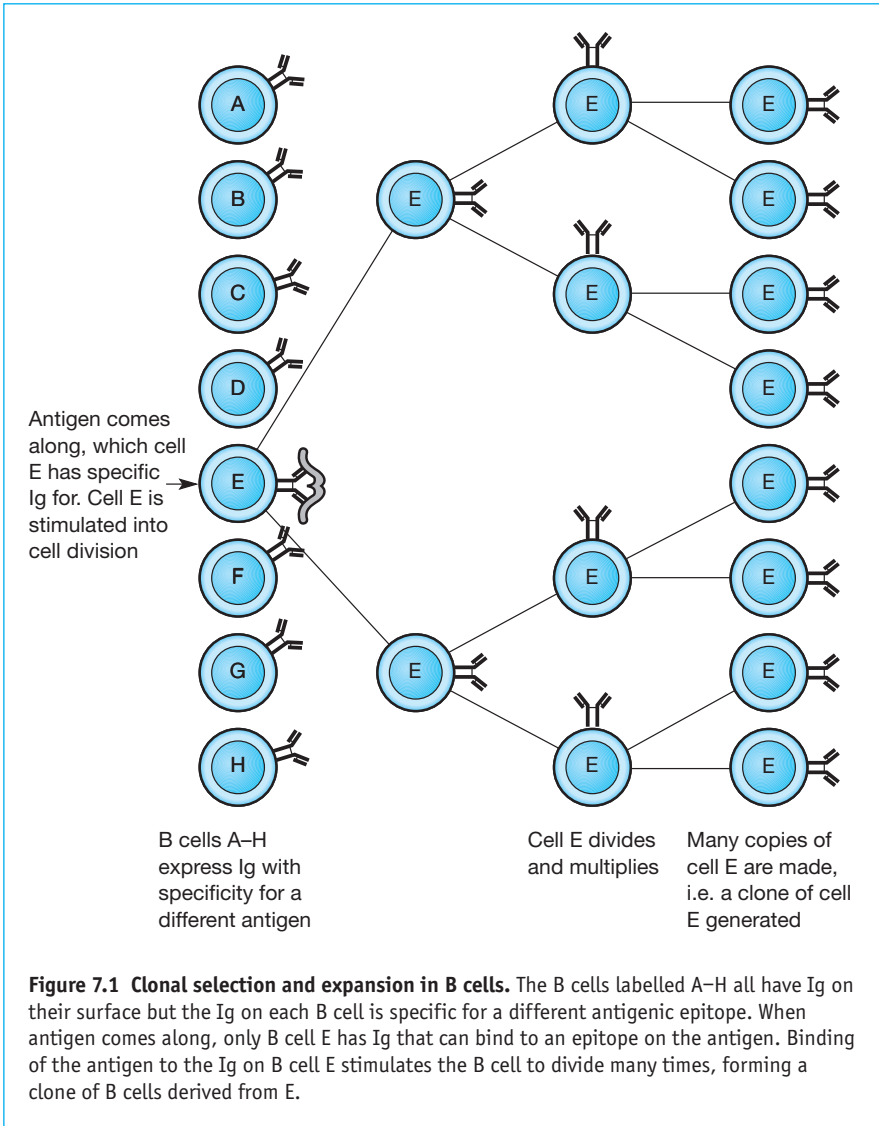 A
B
C
D
E
F
G
H
Antigen comes
along, which cell
E has specific
Ig for. Cell E is
stimulated into
cell division
E
E
E
E
E
E
E
E
E
E
E
E
E
E
B cells A–H
express Ig with
specificity for a
different antigen
Cell E divides
and multiplies
Many copies of
cell E are made,
i.e. a clone of cell
E generated
Figure 7.1 Clonal selection and expansion in B cells. The B cells labelled A–H all have Ig on
their surface but the Ig on each B cell is specific for a different antigenic epitope. When
antigen comes along, only B cell E has Ig that can bind to an epitope on the antigen. Binding
of the antigen to the Ig on B cell E stimulates the B cell to divide many times, forming a
clone of B cells derived from E.